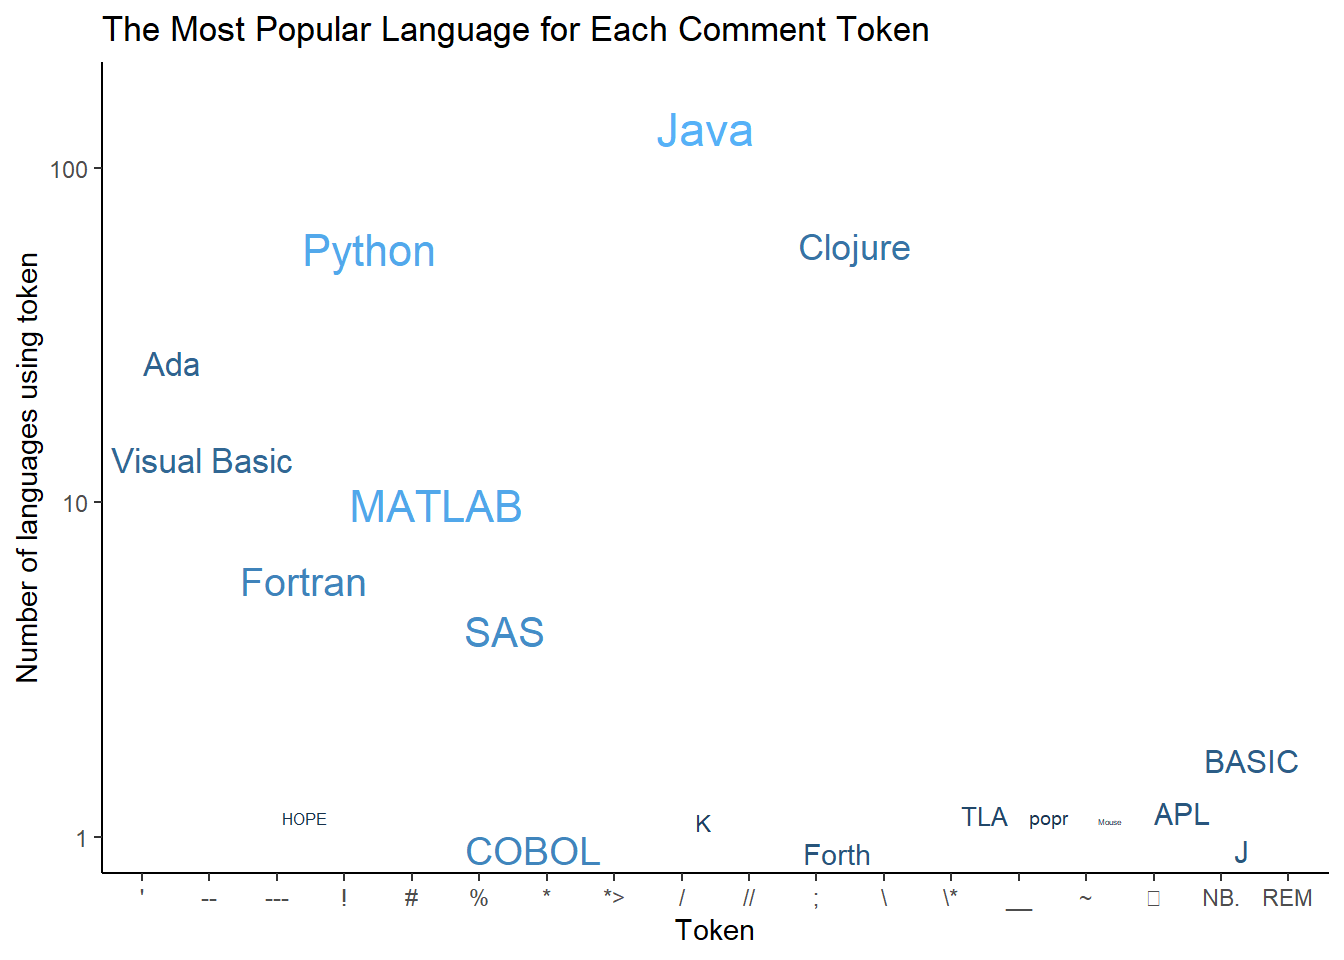 The Most Popular Language for Each Comment Token
Number of languages using token
100
10
1
Java
Python
Clojure
Ada
Visual Basic
MATLAB
Fortran
SAS
BASIC
HOPE
K
TLA
popr
Mouse
APL
COBOL
Forth
J
' -- --- ! # % * *> / // ; \ \* __ ~ NB. REM
Token